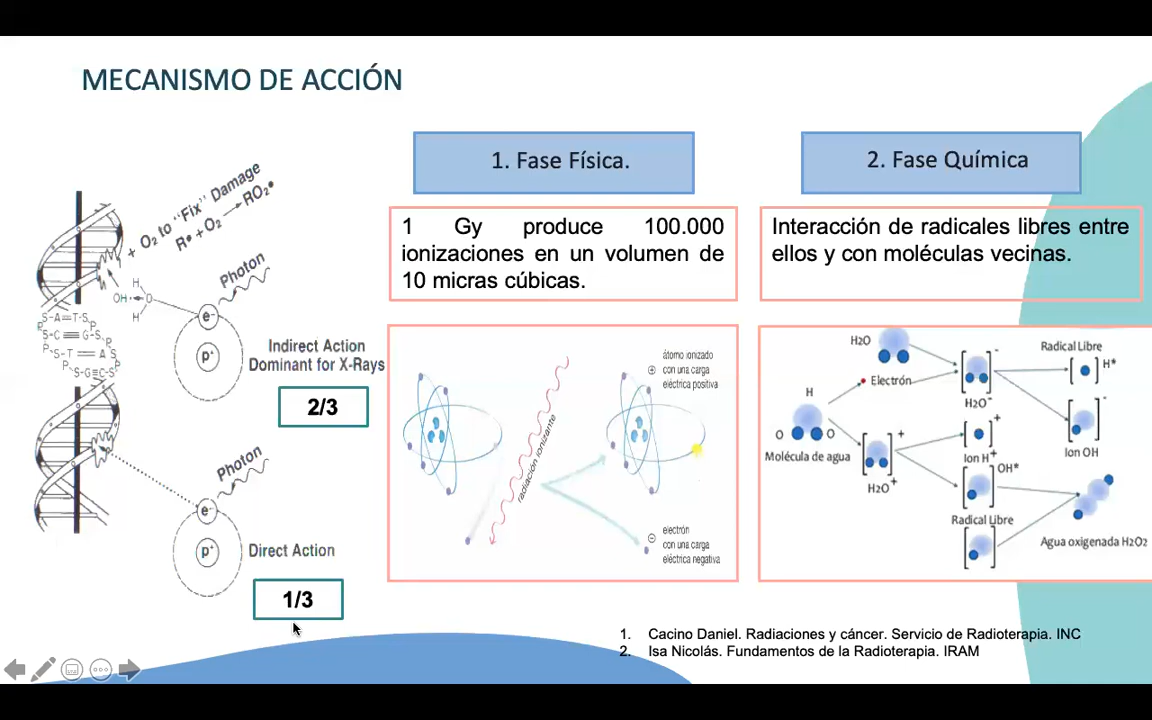 MECANISMO DE ACCIÓN
+ O₂ to "Fix" Damage
R• + O₂ → RO₂•
Photon
H
OH
O
H
e⁻
p⁺
S-A=T-S
P
P
S-C≡G-S
P
P
S-T=A
S
P
P
S-G≡C-S
Indirect Action
Dominant for X-Rays
2/3
Photon
e⁻
p⁺
Direct Action
1/3
1. Fase Física.
1 Gy produce 100.000
ionizaciones en un volumen de
10 micras cúbicas.
radiación ionizante
átomo ionizado
con una carga
eléctrica positiva
electrón
con una carga
eléctrica negativa
2. Fase Química
Interacción de radicales libres entre
ellos y con moléculas vecinas.
H2O
Electrón
H
O
O
Molécula de agua
H₂O⁻
H₂O⁺
Radical Libre
H*
Ion OH
Ion H⁺
OH*
Radical Libre
Agua oxigenada H2O2
1. Cacino Daniel. Radiaciones y cáncer. Servicio de Radioterapia. INC
2. Isa Nicolás. Fundamentos de la Radioterapia. IRAM